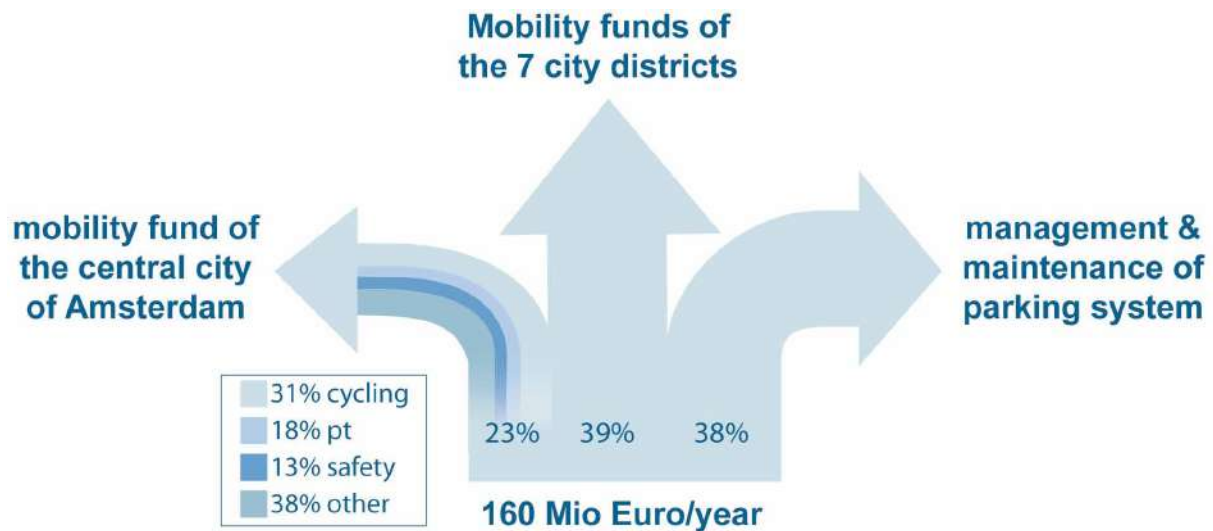 Mobility funds of
the 7 city districts
mobility fund of
the central city
of Amsterdam
management &
maintenance of
parking system
31% cycling
18% pt
13% safety
38% other
23%
39%
38%
160 Mio Euro/year